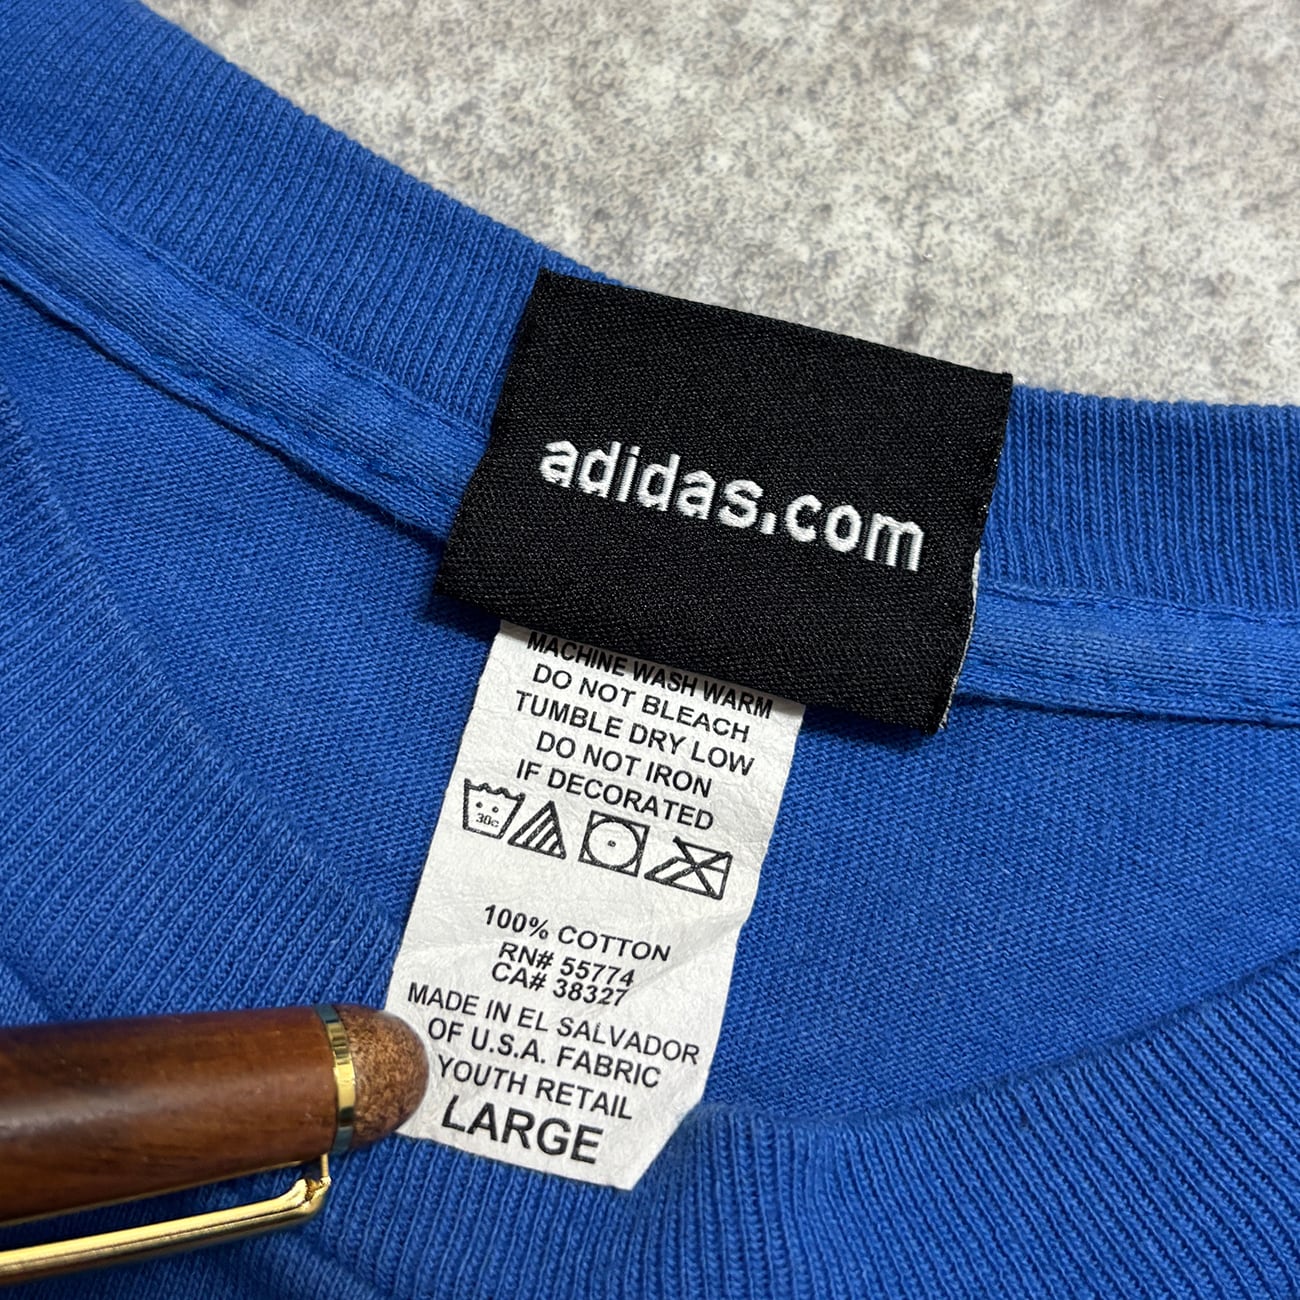 adidas.com
MACHINE WASH WARM
DO NOT BLEACH
TUMBLE DRY LOW
DO NOT IRON
IF DECORATED
30c
100% COTTON
RN# 55774
CA# 38327
MADE IN EL SALVADOR
OF U.S.A. FABRIC
YOUTH RETAIL
LARGE